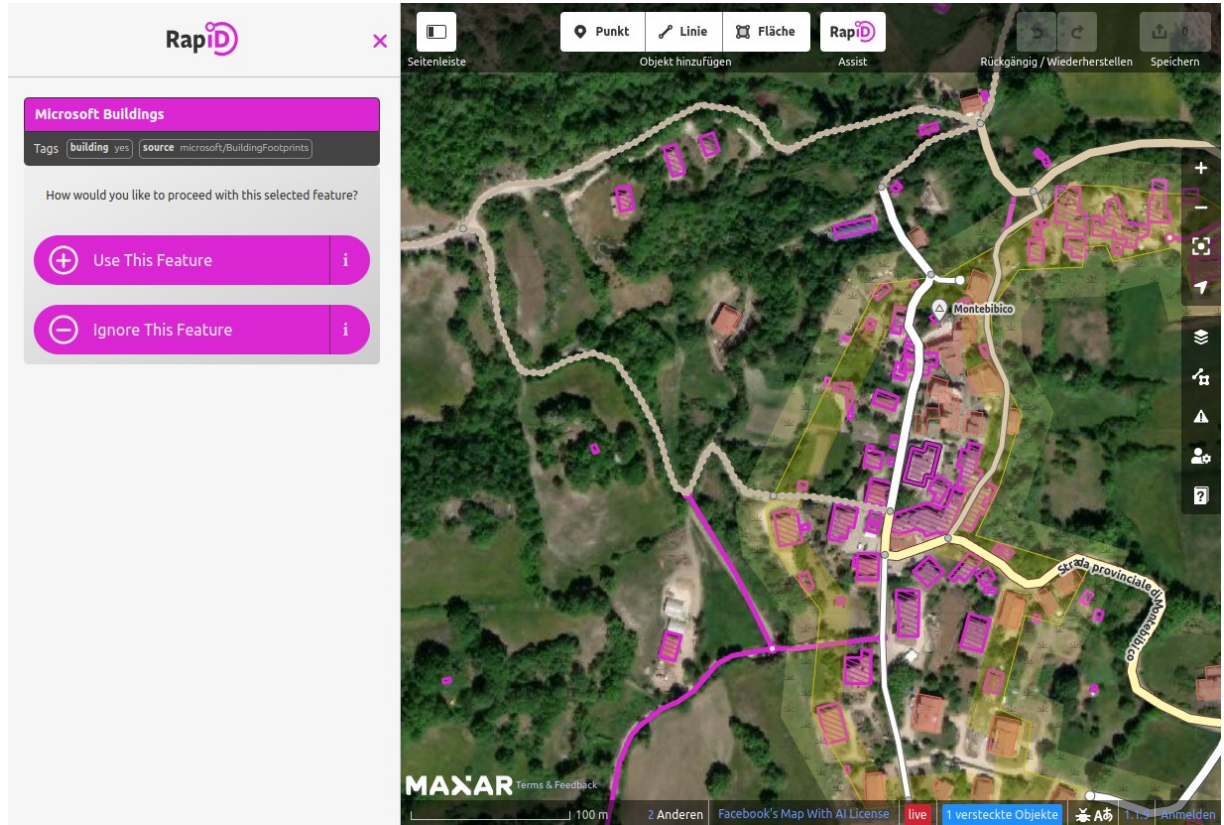 RapiD
×
Microsoft Buildings
Tags building yes source microsoft/BuildingFootprints
How would you like to proceed with this selected feature?
Use This Feature i
Ignore This Feature i
Punkt Linie Fläche RapiD
Seitenleiste Objekt hinzufügen Assist Rückgängig / Wiederherstellen Speichern
0
Montebibico
Strada provinciale di Montebibico
MAXAR Terms & Feedback
100 m 2 Anderen Facebook's Map With AI License live 1 versteckte Objekte Anmelden